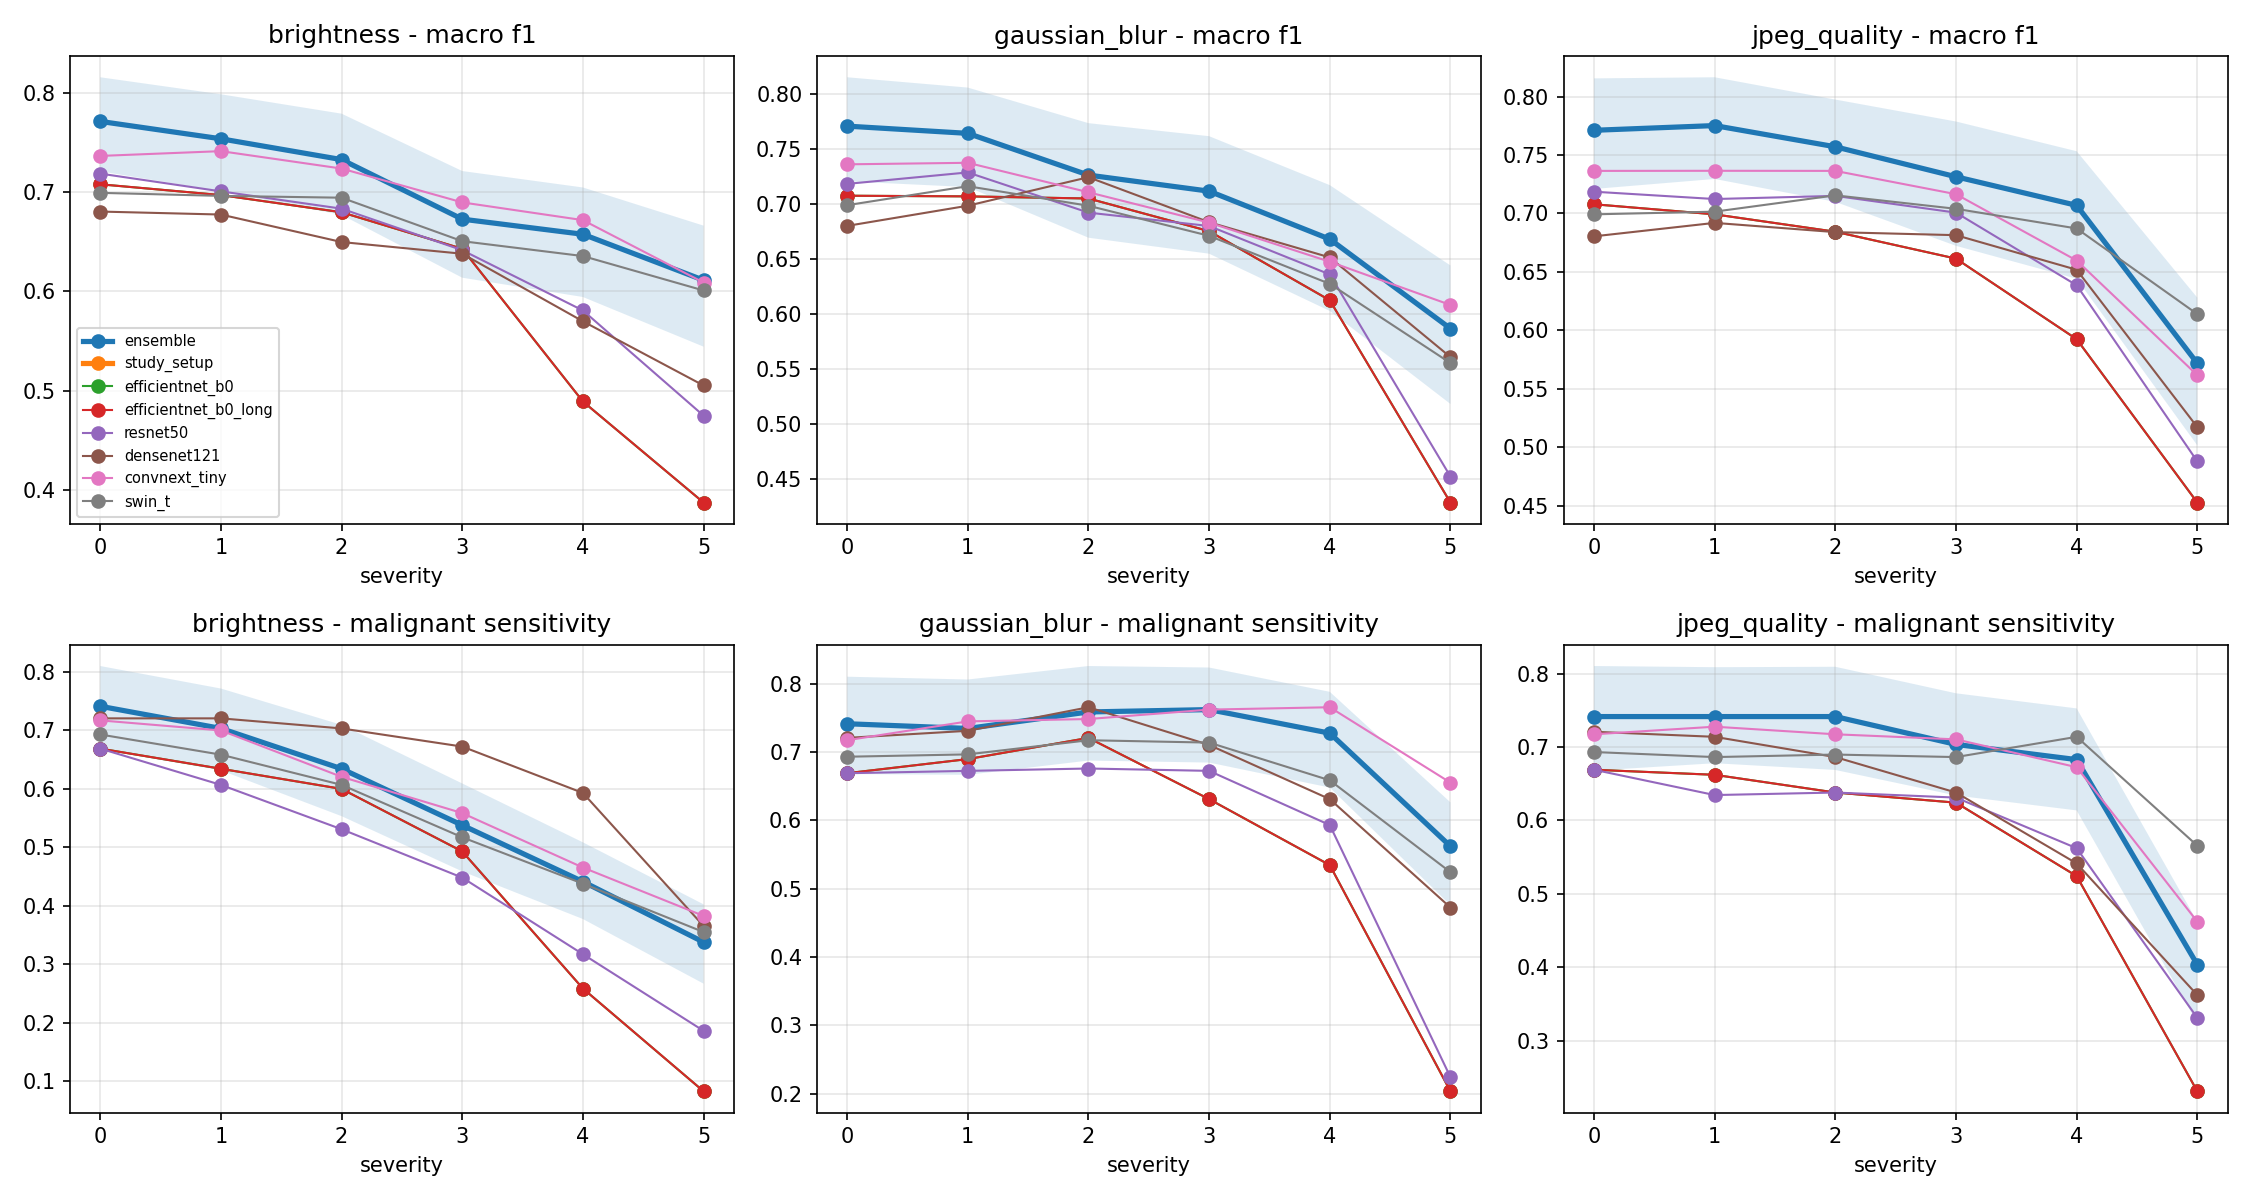 brightness - macro f1
0.8
0.7
0.6
0.5
0.4
ensemble
study_setup
efficientnet_b0
efficientnet_b0_long
resnet50
densenet121
convnext_tiny
swin_t
0 1 2 3 4 5
severity
gaussian_blur - macro f1
0.80
0.75
0.70
0.65
0.60
0.55
0.50
0.45
0 1 2 3 4 5
severity
jpeg_quality - macro f1
0.80
0.75
0.70
0.65
0.60
0.55
0.50
0.45
0 1 2 3 4 5
severity
brightness - malignant sensitivity
0.8
0.7
0.6
0.5
0.4
0.3
0.2
0.1
0 1 2 3 4 5
severity
gaussian_blur - malignant sensitivity
0.8
0.7
0.6
0.5
0.4
0.3
0.2
0 1 2 3 4 5
severity
jpeg_quality - malignant sensitivity
0.8
0.7
0.6
0.5
0.4
0.3
0 1 2 3 4 5
severity